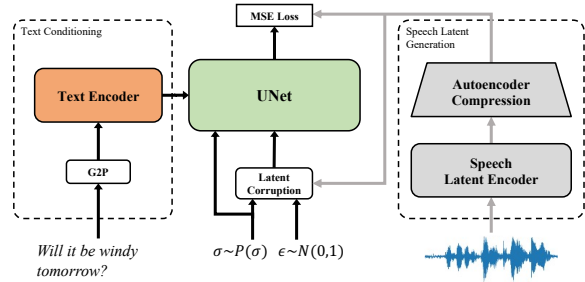 Text Conditioning
MSE Loss
Speech Latent
Generation
Text Encoder
UNet
Autoencoder
Compression
G2P
Latent
Corruption
Speech
Latent Encoder
Will it be windy
tomorrow?
σ~P(σ)
ϵ~N(0,1)